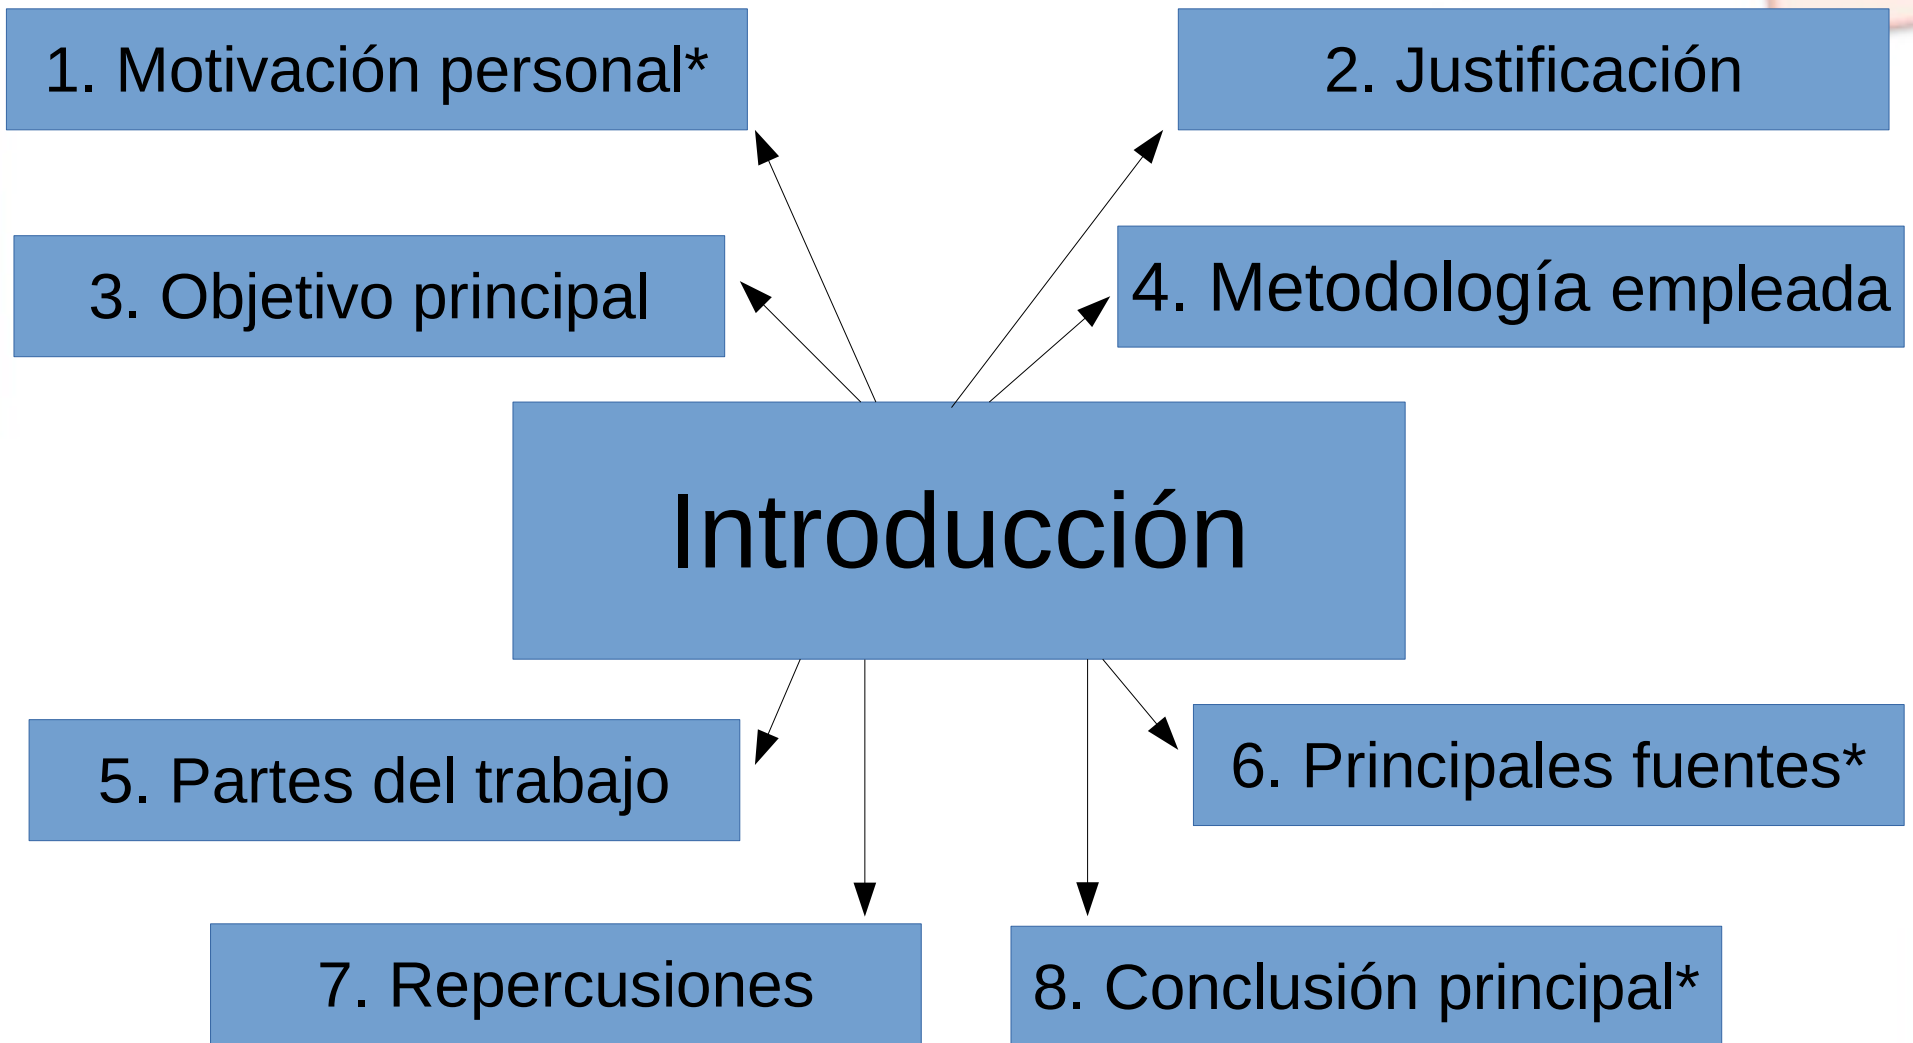 1. Motivación personal*
2. Justificación
3. Objetivo principal
4. Metodología empleada
Introducción
5. Partes del trabajo
6. Principales fuentes*
7. Repercusiones
8. Conclusión principal*